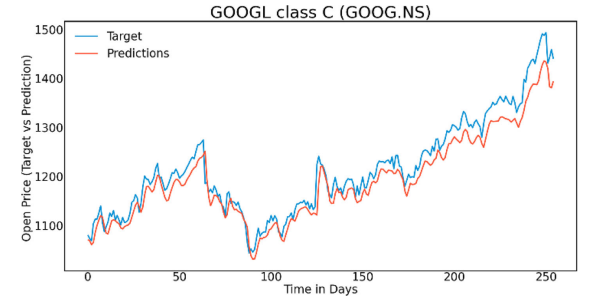 GOOGL class C (GOOG.NS)
Target
Predictions
Open Price (Target vs Prediction)
1500
1400
1300
1200
1100
0 50 100 150 200 250
Time in Days